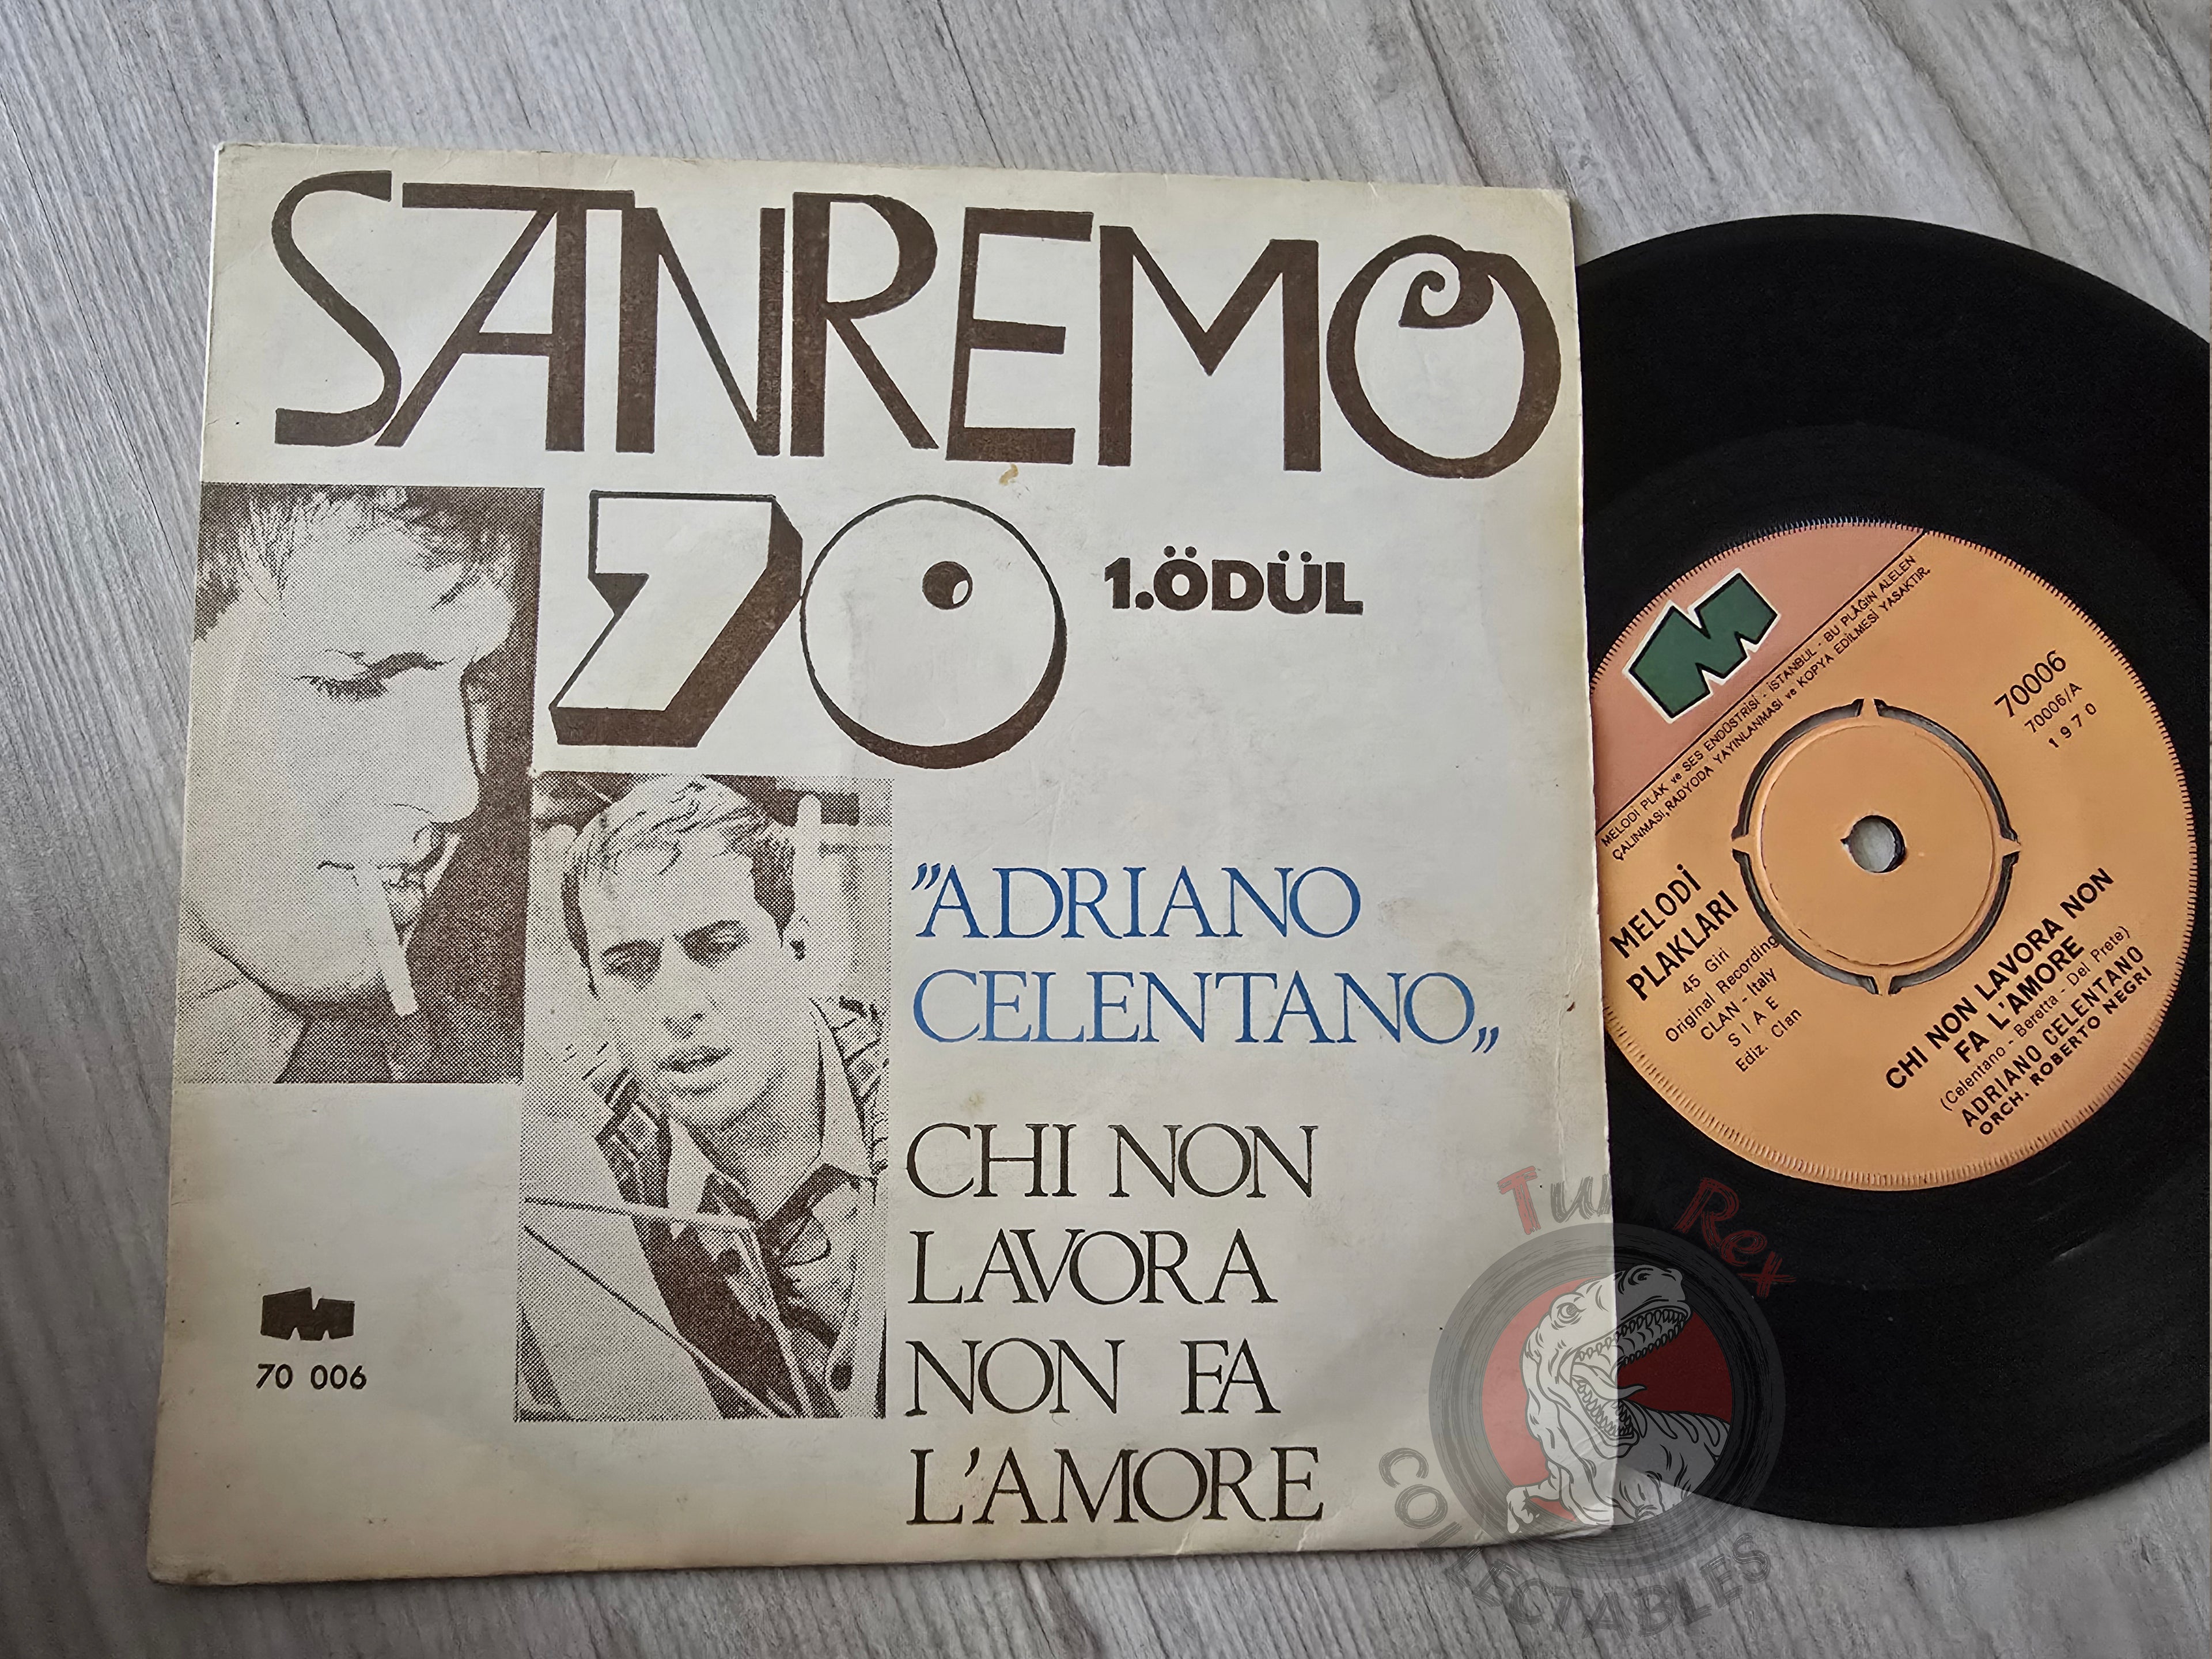 SANREMO
70
1.ÖDÜL
"ADRIANO
CELENTANO„
CHI NON
LAVORA
NON FA
L'AMORE
70 006
MELODİ PLAK ve SES ENDÜSTRİSİ - İSTANBUL - BU PLÂĞIN ALELEN
ÇALINMASI, RADYODA YAYINLANMASI ve KOPYA EDİLMESİ YASAKTIR.
70006
70006/A
1970
MELODİ
PLAKLARI
45 Giri
Original Recording
CLAN - Italy
S I A E
Ediz. Clan
CHI NON LAVORA NON
FA L'AMORE
(Celentano - Beretta - Del Prete)
ADRIANO CELENTANO
ORCH. ROBERTO NEGRI
Rex
COLLECTABLES